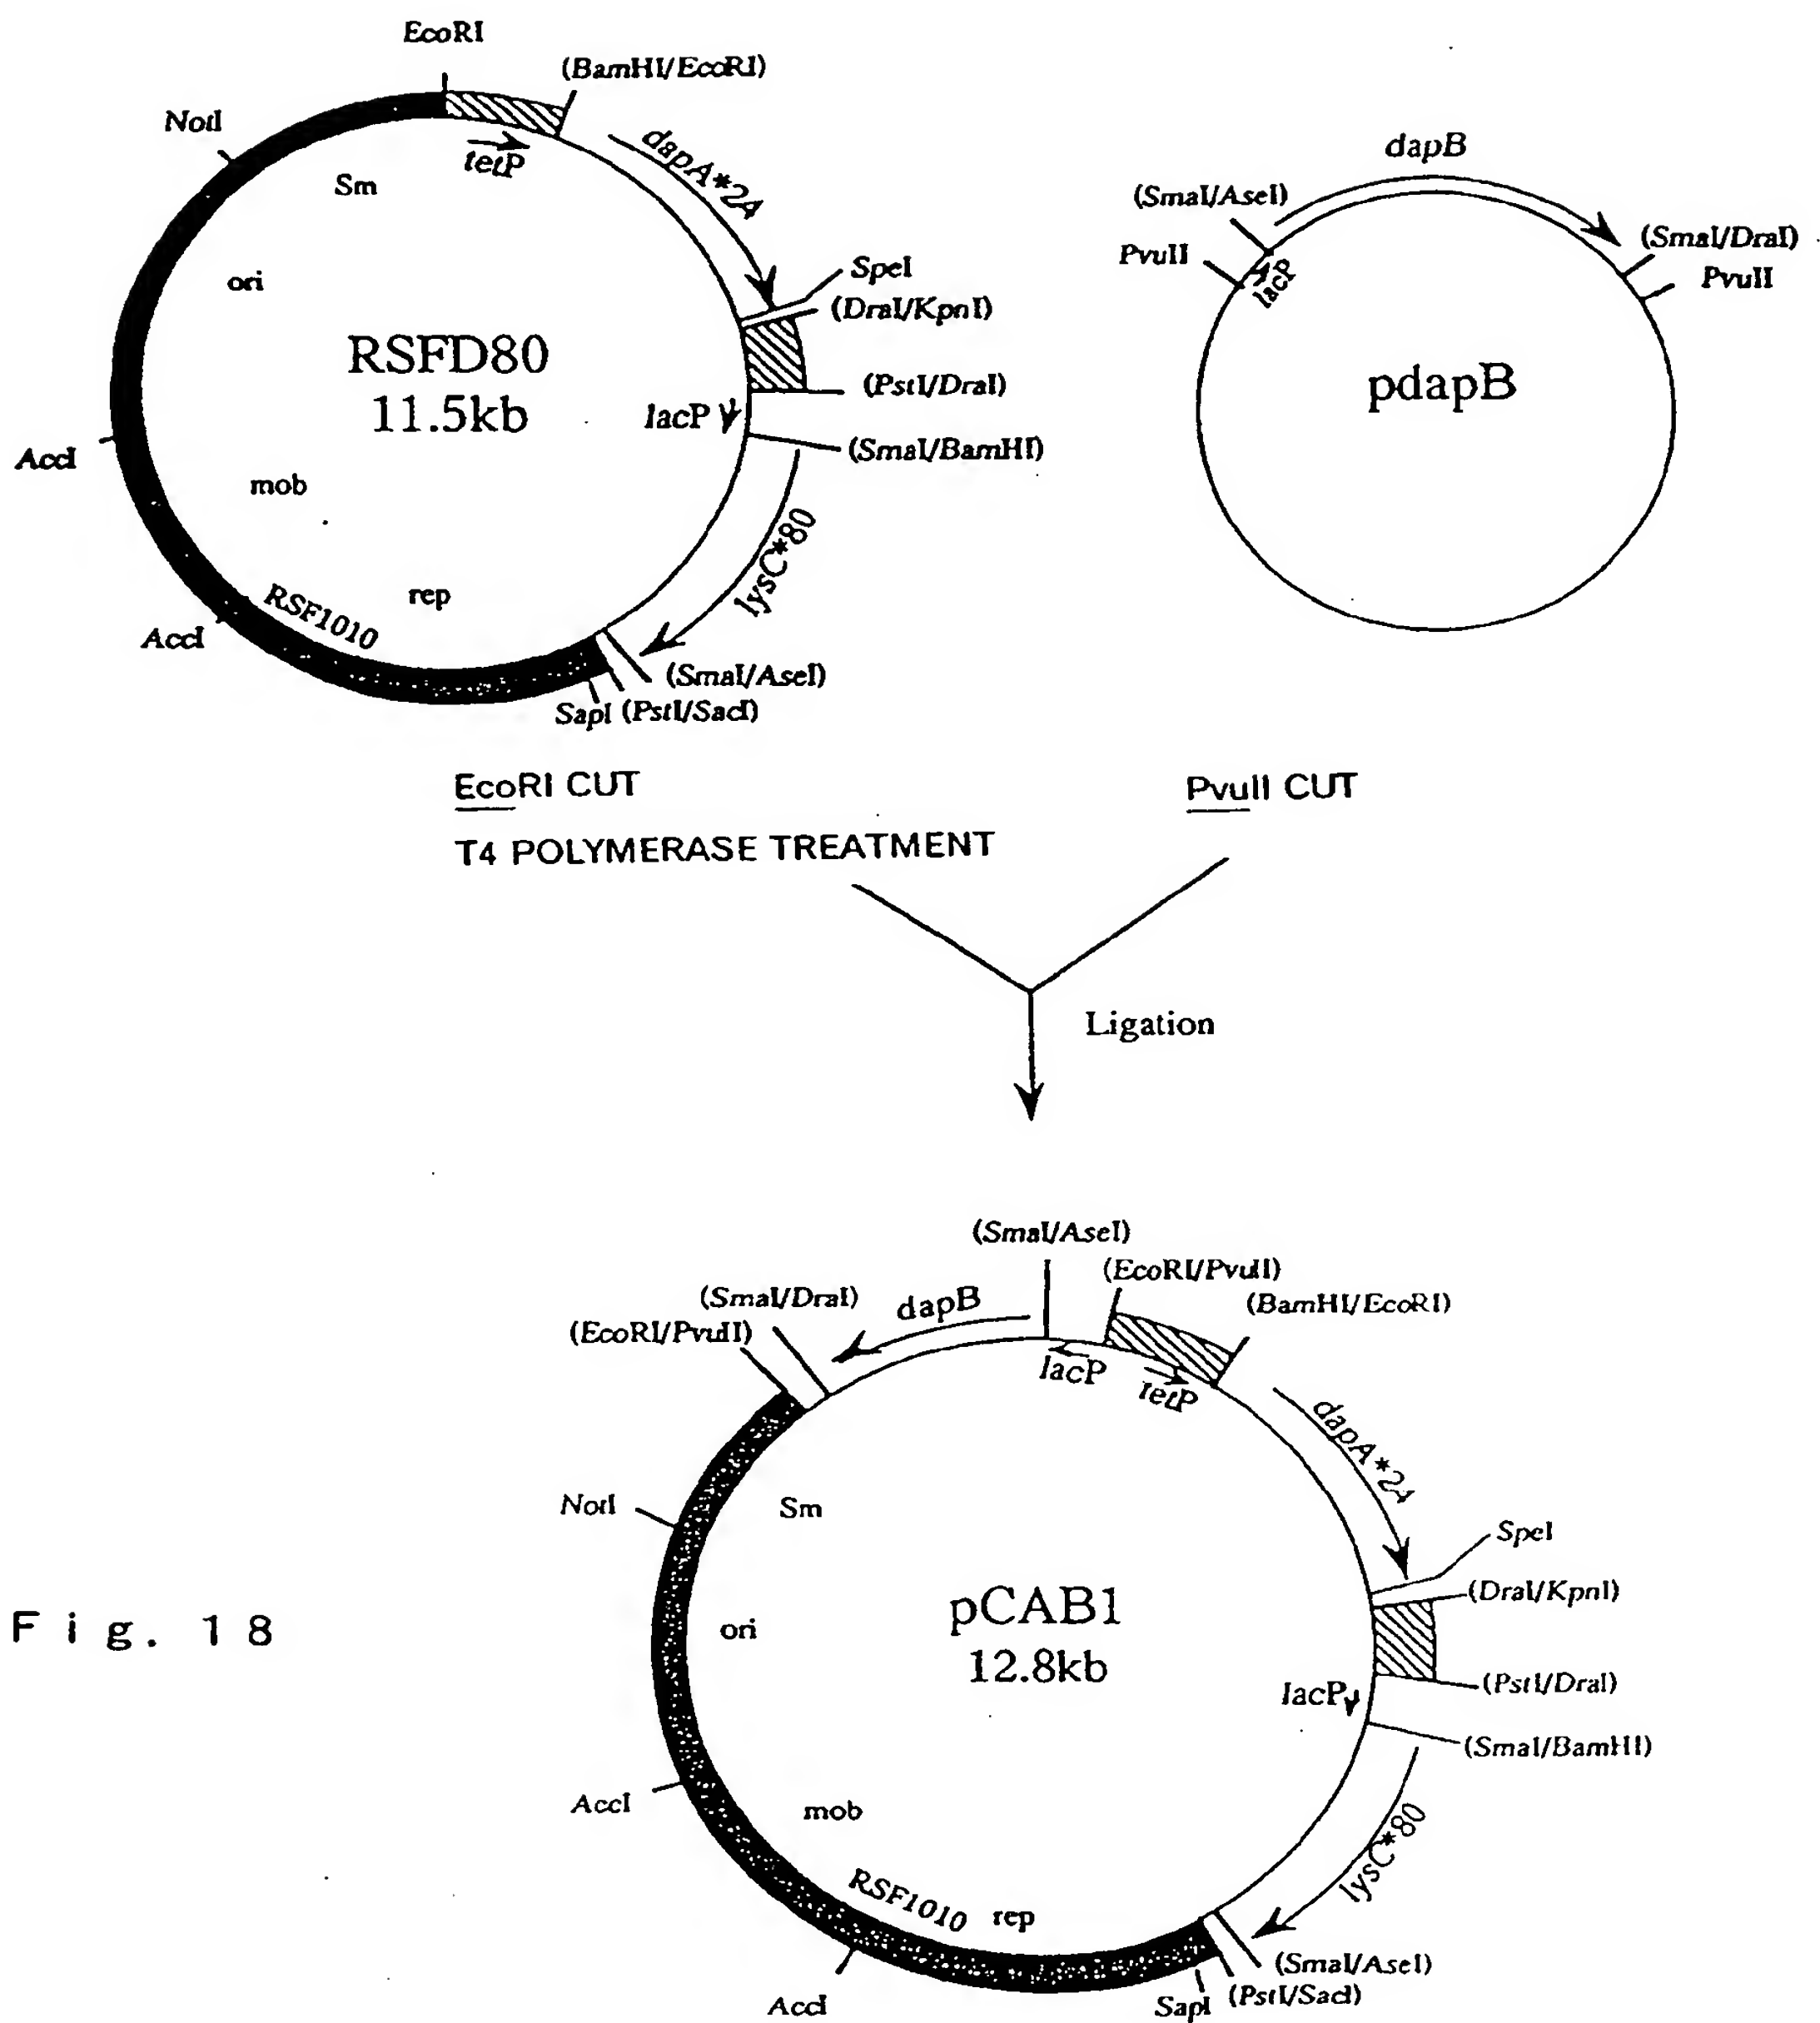 EcoRI
(BamHI/EcoRI)
NotI
tetP
dapA*24
Sm
SpeI
ori
(DraI/KpnI)
RSFD80
11.5kb
(PstI/DraI)
lacP
(SmaI/BamHI)
AccI
mob
lysC*80
rep
RSF1010
AccI
(SmaI/AseI)
SapI (PstI/SacI)
dapB
(SmaI/AseI)
(SmaI/DraI)
PvuII
PvuII
lacP
pdapB
EcoRI CUT
T4 POLYMERASE TREATMENT
PvuII CUT
Ligation
(SmaI/AseI)
(EcoRI/PvuII)
(SmaI/DraI)
dapB
(BamHI/EcoRI)
(EcoRI/PvuII)
lacP
tetP
dapA*24
NotI
Sm
SpeI
(DraI/KpnI)
pCAB1
12.8kb
ori
(PstI/DraI)
lacP
(SmaI/BamHI)
AccI
mob
lysC*80
RSF1010
rep
(SmaI/AseI)
AccI
SapI (PstI/SacI)
Fig. 18